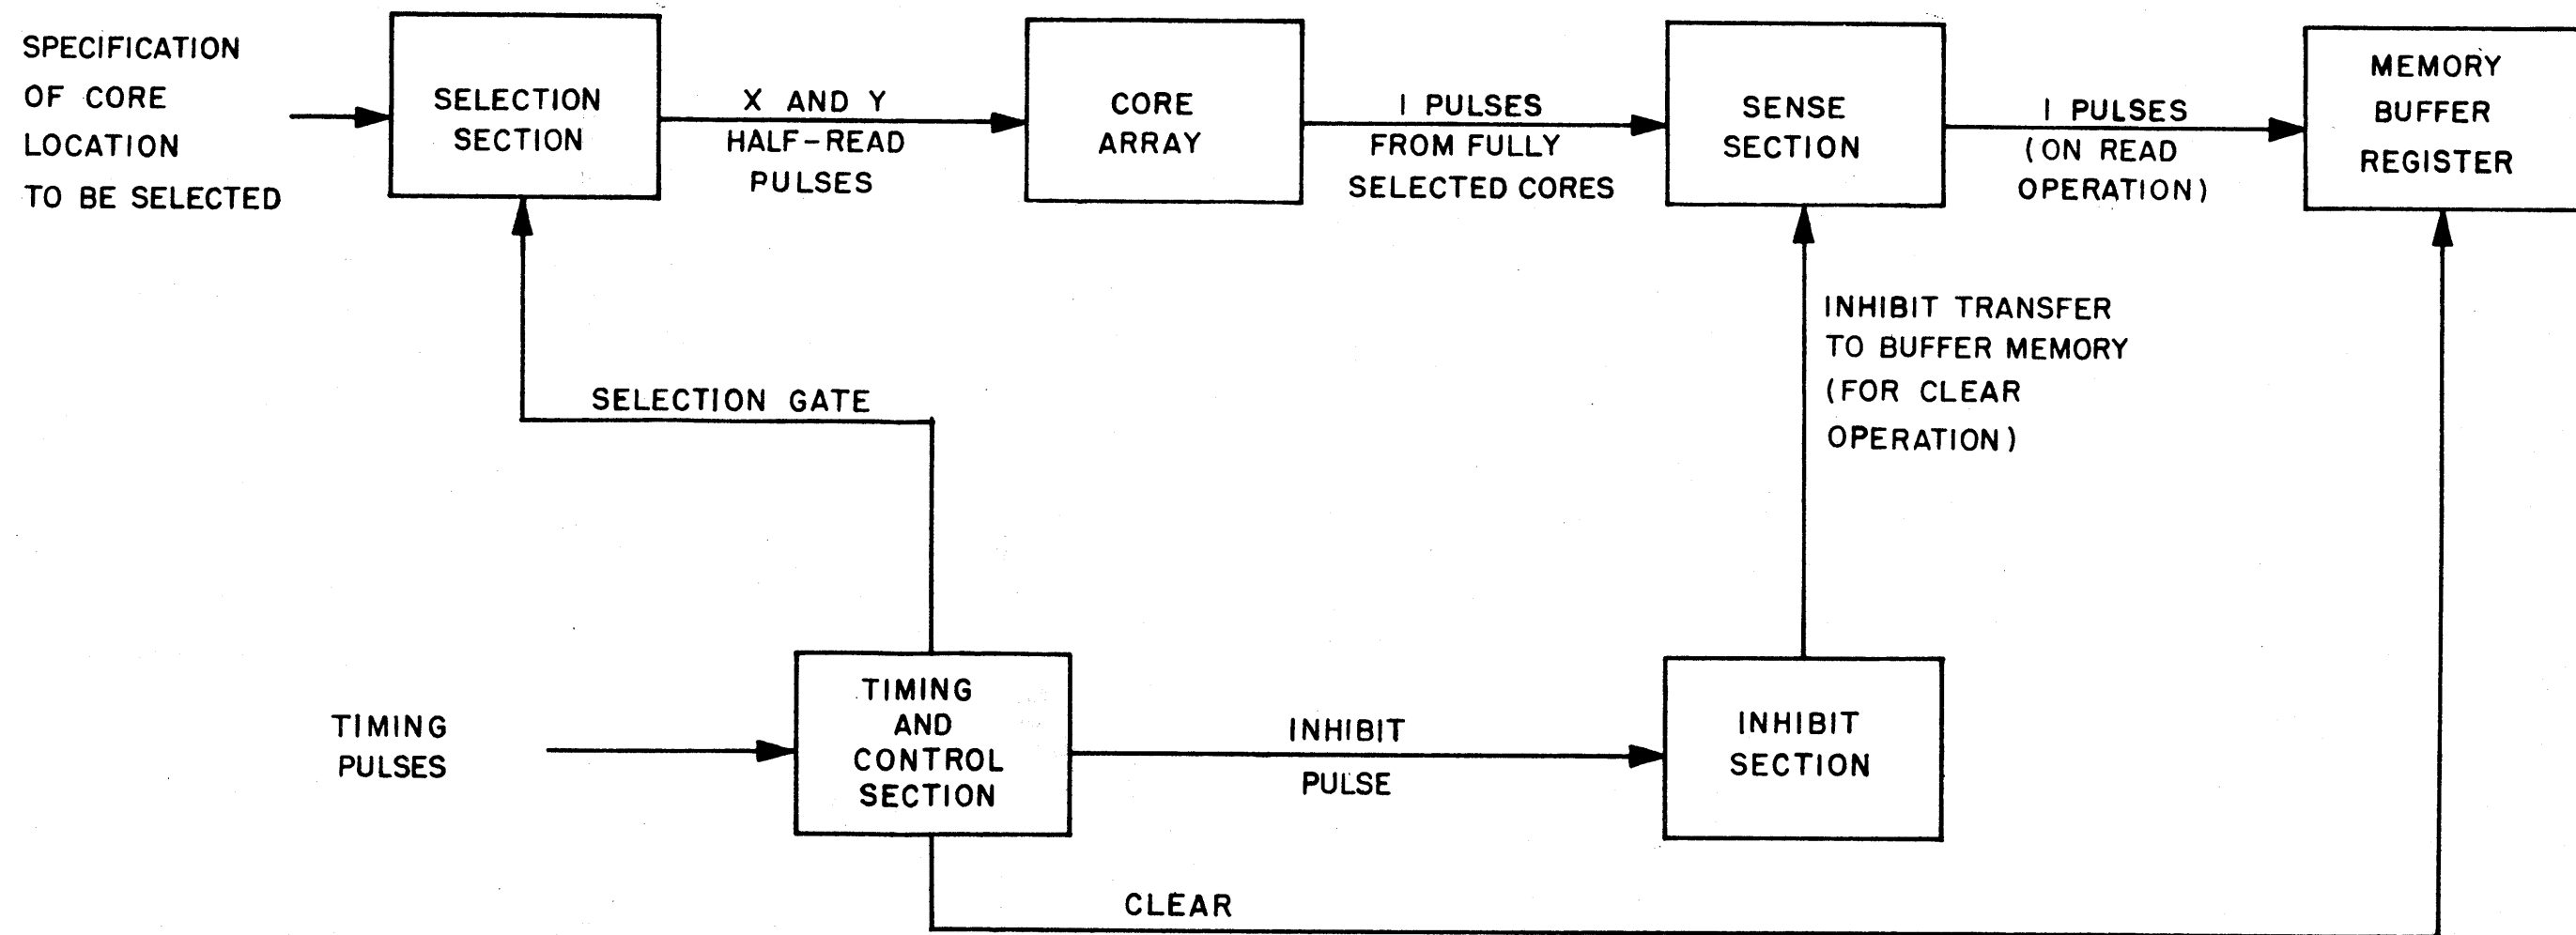 SPECIFICATION
OF CORE
LOCATION
TO BE SELECTED
SELECTION
SECTION
X AND Y
HALF-READ
PULSES
CORE
ARRAY
1 PULSES
FROM FULLY
SELECTED CORES
SENSE
SECTION
1 PULSES
(ON READ
OPERATION)
MEMORY
BUFFER
REGISTER
INHIBIT TRANSFER
TO BUFFER MEMORY
(FOR CLEAR
OPERATION)
SELECTION GATE
TIMING
PULSES
TIMING
AND
CONTROL
SECTION
INHIBIT
PULSE
INHIBIT
SECTION
CLEAR